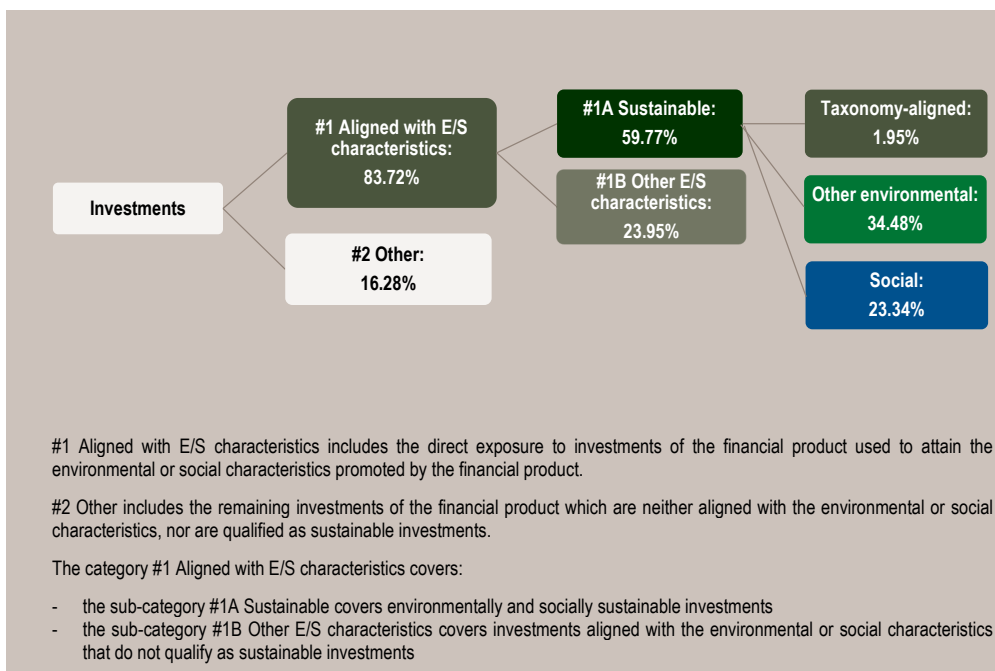 Investments
#1 Aligned with E/S
characteristics:
83.72%
#2 Other:
16.28%
#1A Sustainable:
59.77%
#1B Other E/S
characteristics:
23.95%
Taxonomy-aligned:
1.95%
Other environmental:
34.48%
Social:
23.34%
#1 Aligned with E/S characteristics includes the direct exposure to investments of the financial product used to attain the
environmental or social characteristics promoted by the financial product.
#2 Other includes the remaining investments of the financial product which are neither aligned with the environmental or social
characteristics, nor are qualified as sustainable investments.
The category #1 Aligned with E/S characteristics covers:
- the sub-category #1A Sustainable covers environmentally and socially sustainable investments
- the sub-category #1B Other E/S characteristics covers investments aligned with the environmental or social characteristics
that do not qualify as sustainable investments